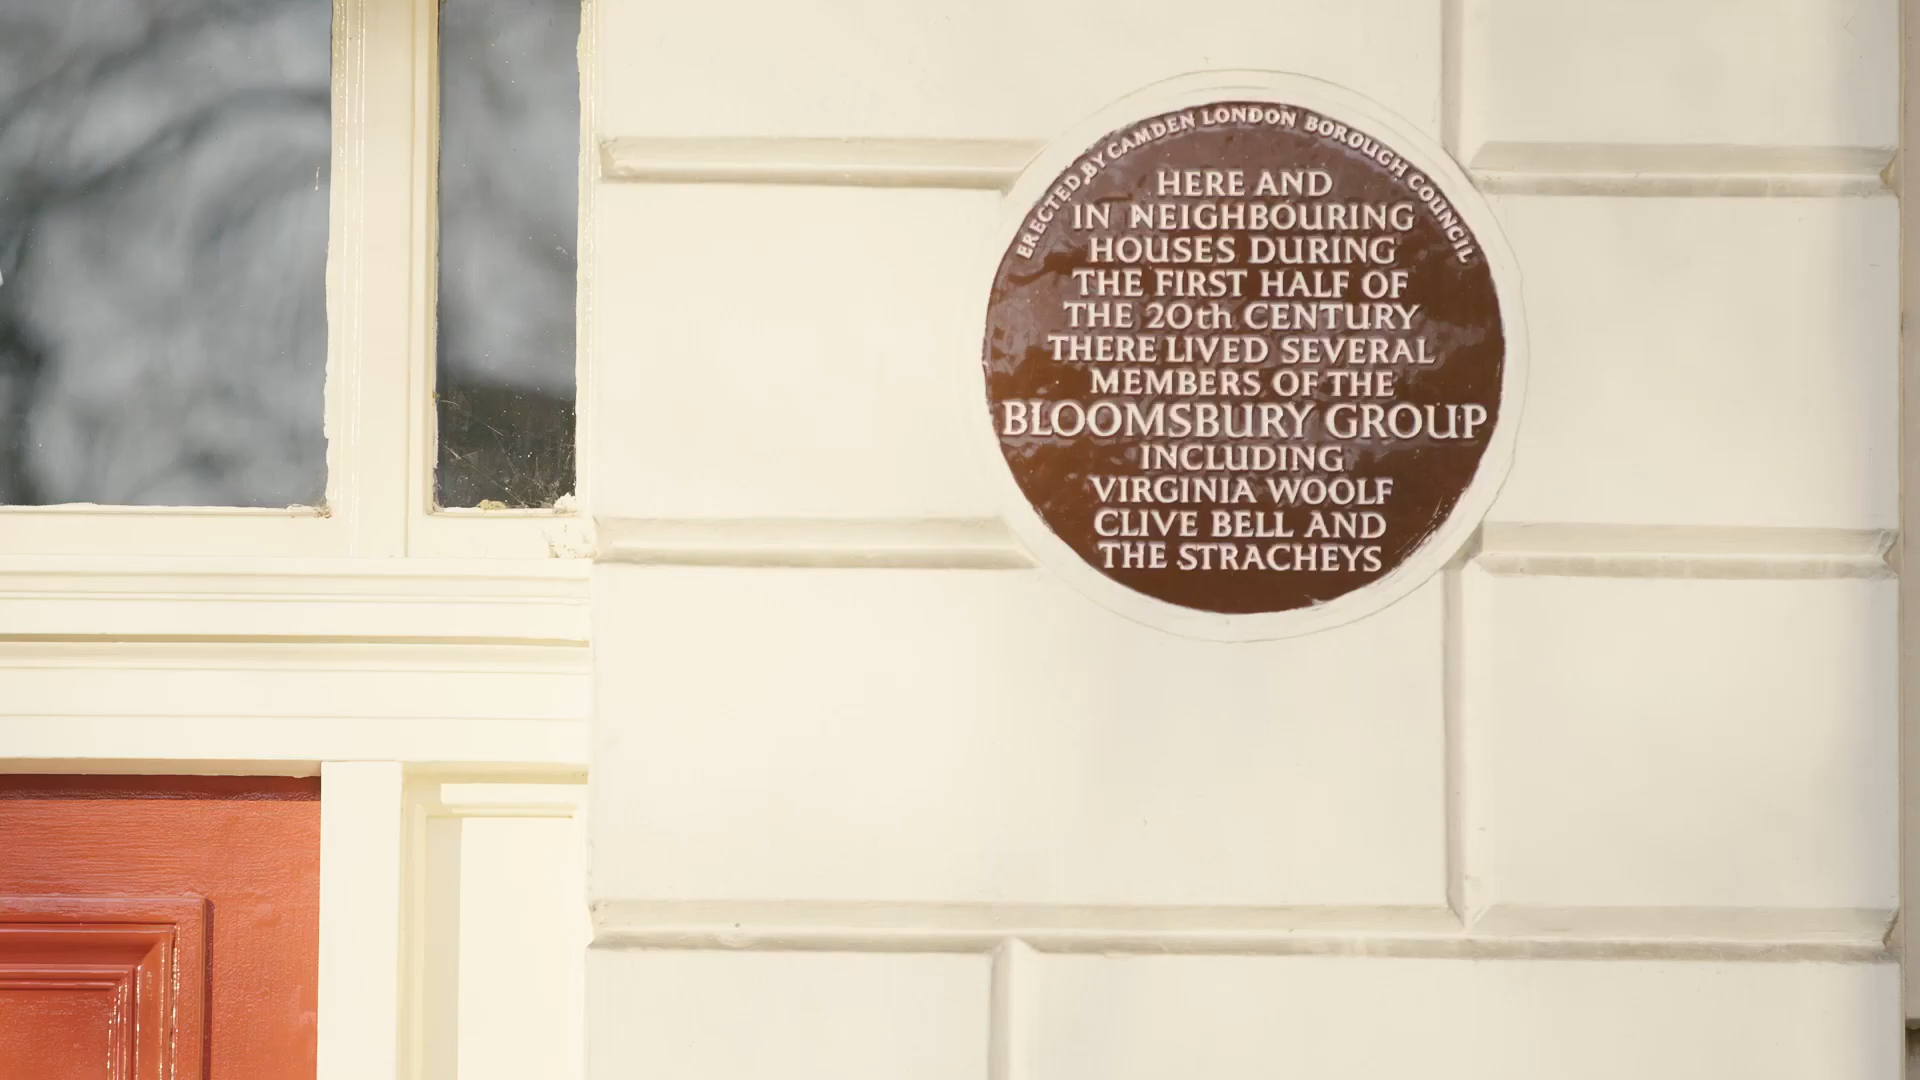 ERECTED BY CAMDEN LONDON BOROUGH COUNCIL
HERE AND
IN NEIGHBOURING
HOUSES DURING
THE FIRST HALF OF
THE 20th CENTURY
THERE LIVED SEVERAL
MEMBERS OF THE
BLOOMSBURY GROUP
INCLUDING
VIRGINIA WOOLF
CLIVE BELL AND
THE STRACHEYS